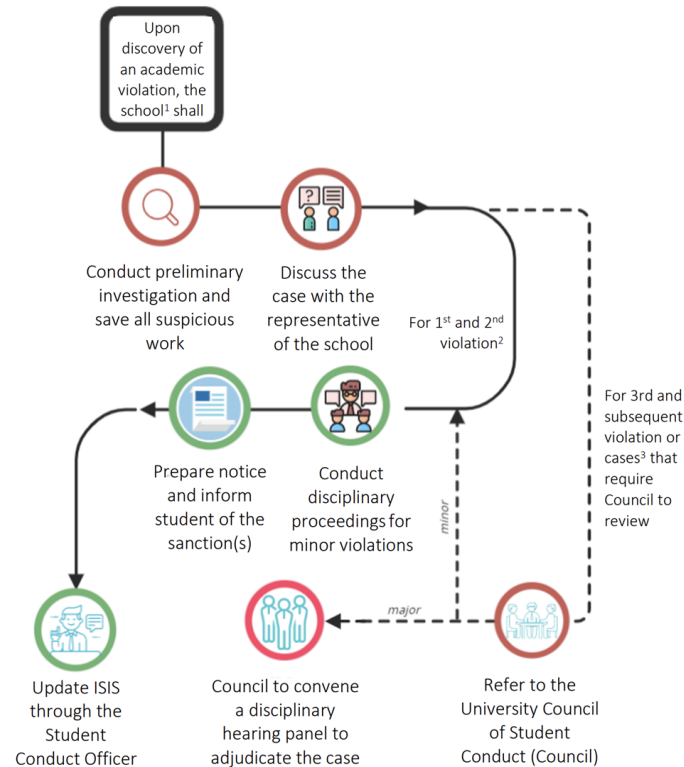 Upon
discovery of
an academic
violation, the
school¹ shall
Conduct preliminary
investigation and
save all suspicious
work
Discuss the
case with the
representative
of the school
?
For 1st and 2nd
violation²
For 3rd and
subsequent
violation or
cases³ that
require
Council to
review
Prepare notice
and inform
student of the
sanction(s)
Conduct
disciplinary
proceedings for
minor violations
minor
major
Update ISIS
through the
Student
Conduct Officer
Council to convene
a disciplinary
hearing panel to
adjudicate the case
Refer to the
University Council
of Student
Conduct (Council)